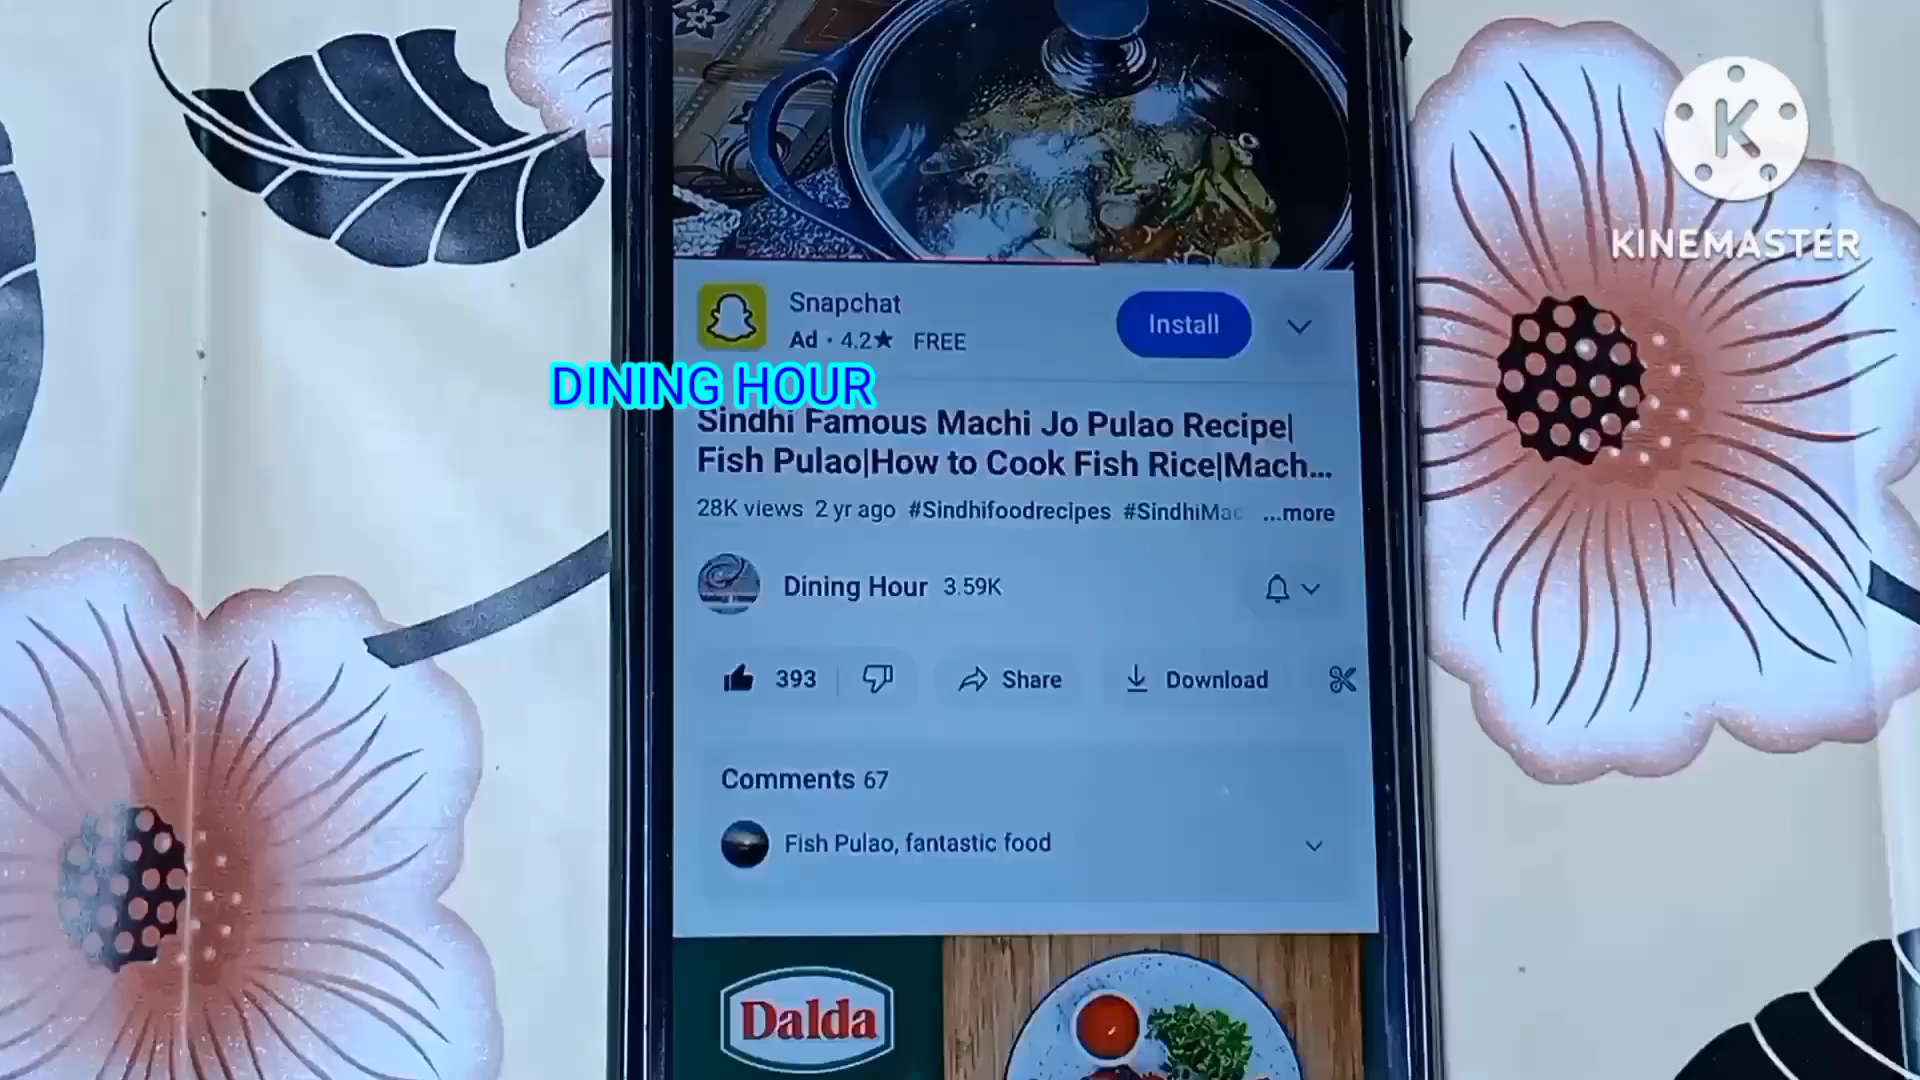 K
KINEMASTER
Snapchat
Install
Ad · 4.2★ FREE
DINING HOUR
Sindhi Famous Machi Jo Pulao Recipe|
Fish Pulao|How to Cook Fish Rice|Mach...
28K views 2 yr ago #Sindhifoodrecipes #SindhiMac ...more
Dining Hour 3.59K
393 Share Download
Comments 67
Fish Pulao, fantastic food
Dalda